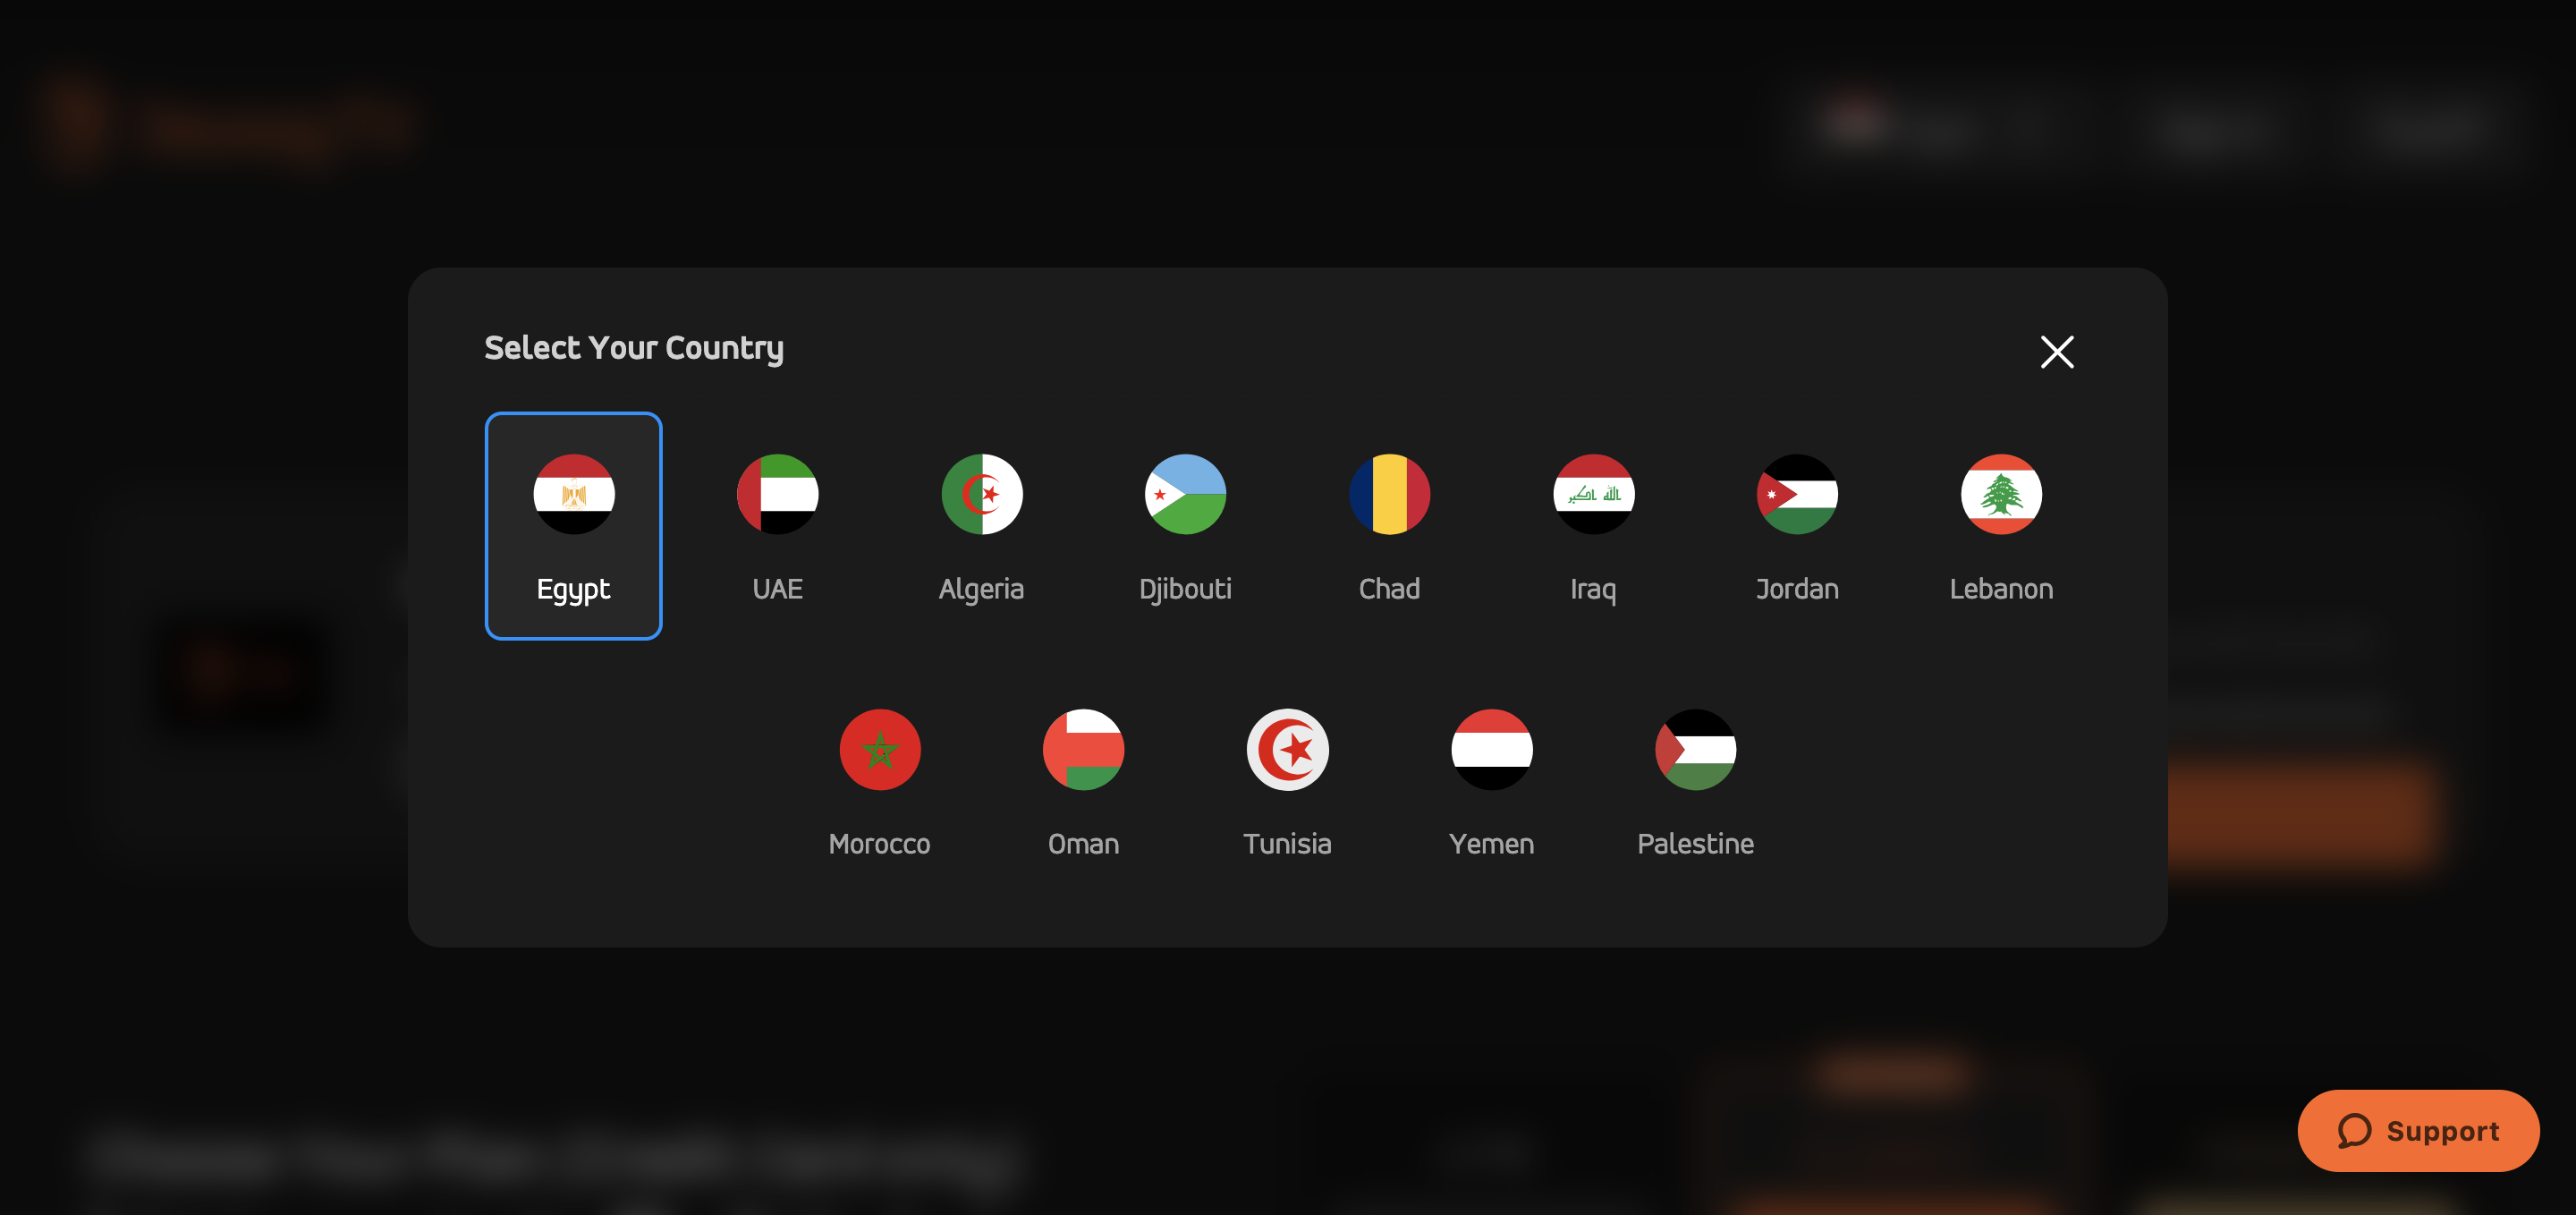 Select Your Country
Egypt
UAE
Algeria
Djibouti
Chad
Iraq
Jordan
Lebanon
Morocco
Oman
Tunisia
Yemen
Palestine
Support